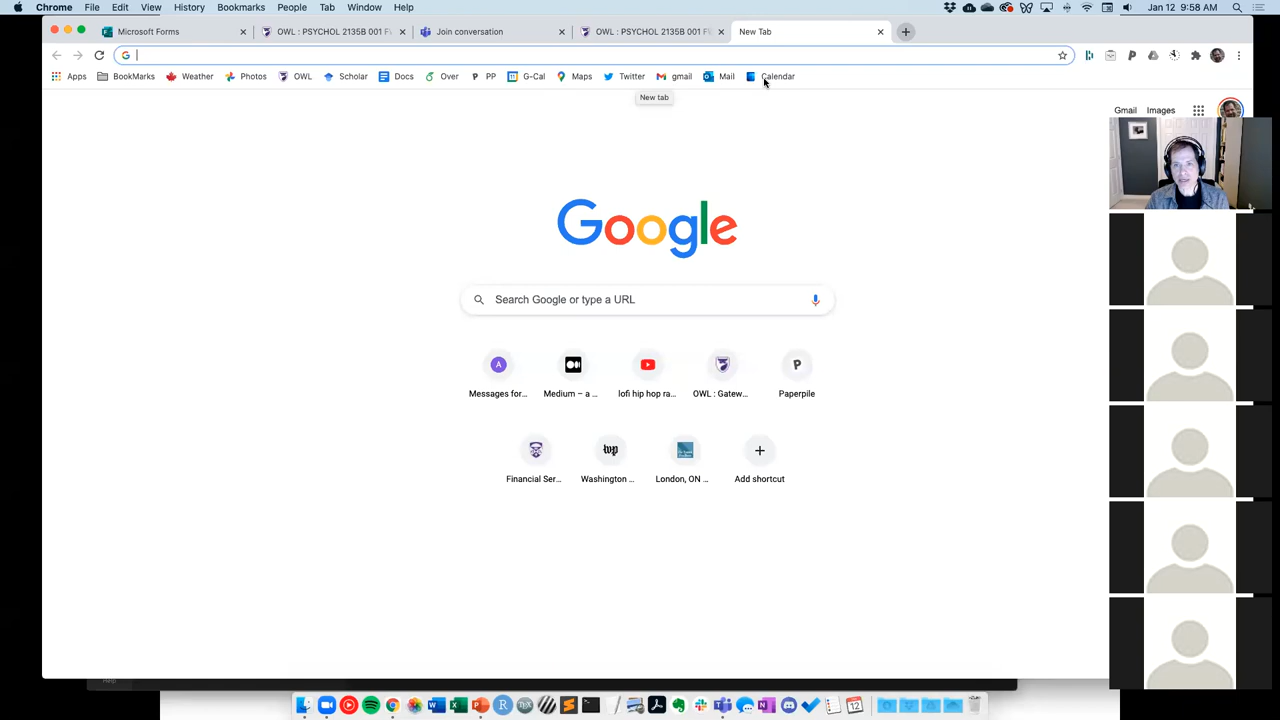 Chrome File Edit View History Bookmarks People Tab Window Help Jan 12 9:58 AM
Microsoft Forms OWL : PSYCHOL 2135B 001 F Join conversation OWL : PSYCHOL 2135B 001 F New Tab
Apps BookMarks Weather Photos OWL Scholar Docs Over PP G-Cal Maps Twitter gmail Mail Calendar
New tab
Gmail Images
Google
Search Google or type a URL
Messages for... Medium – a ... lofi hip hop ra... OWL : Gatew... Paperpile
Financial Ser... Washington ... London, ON ... Add shortcut
Help